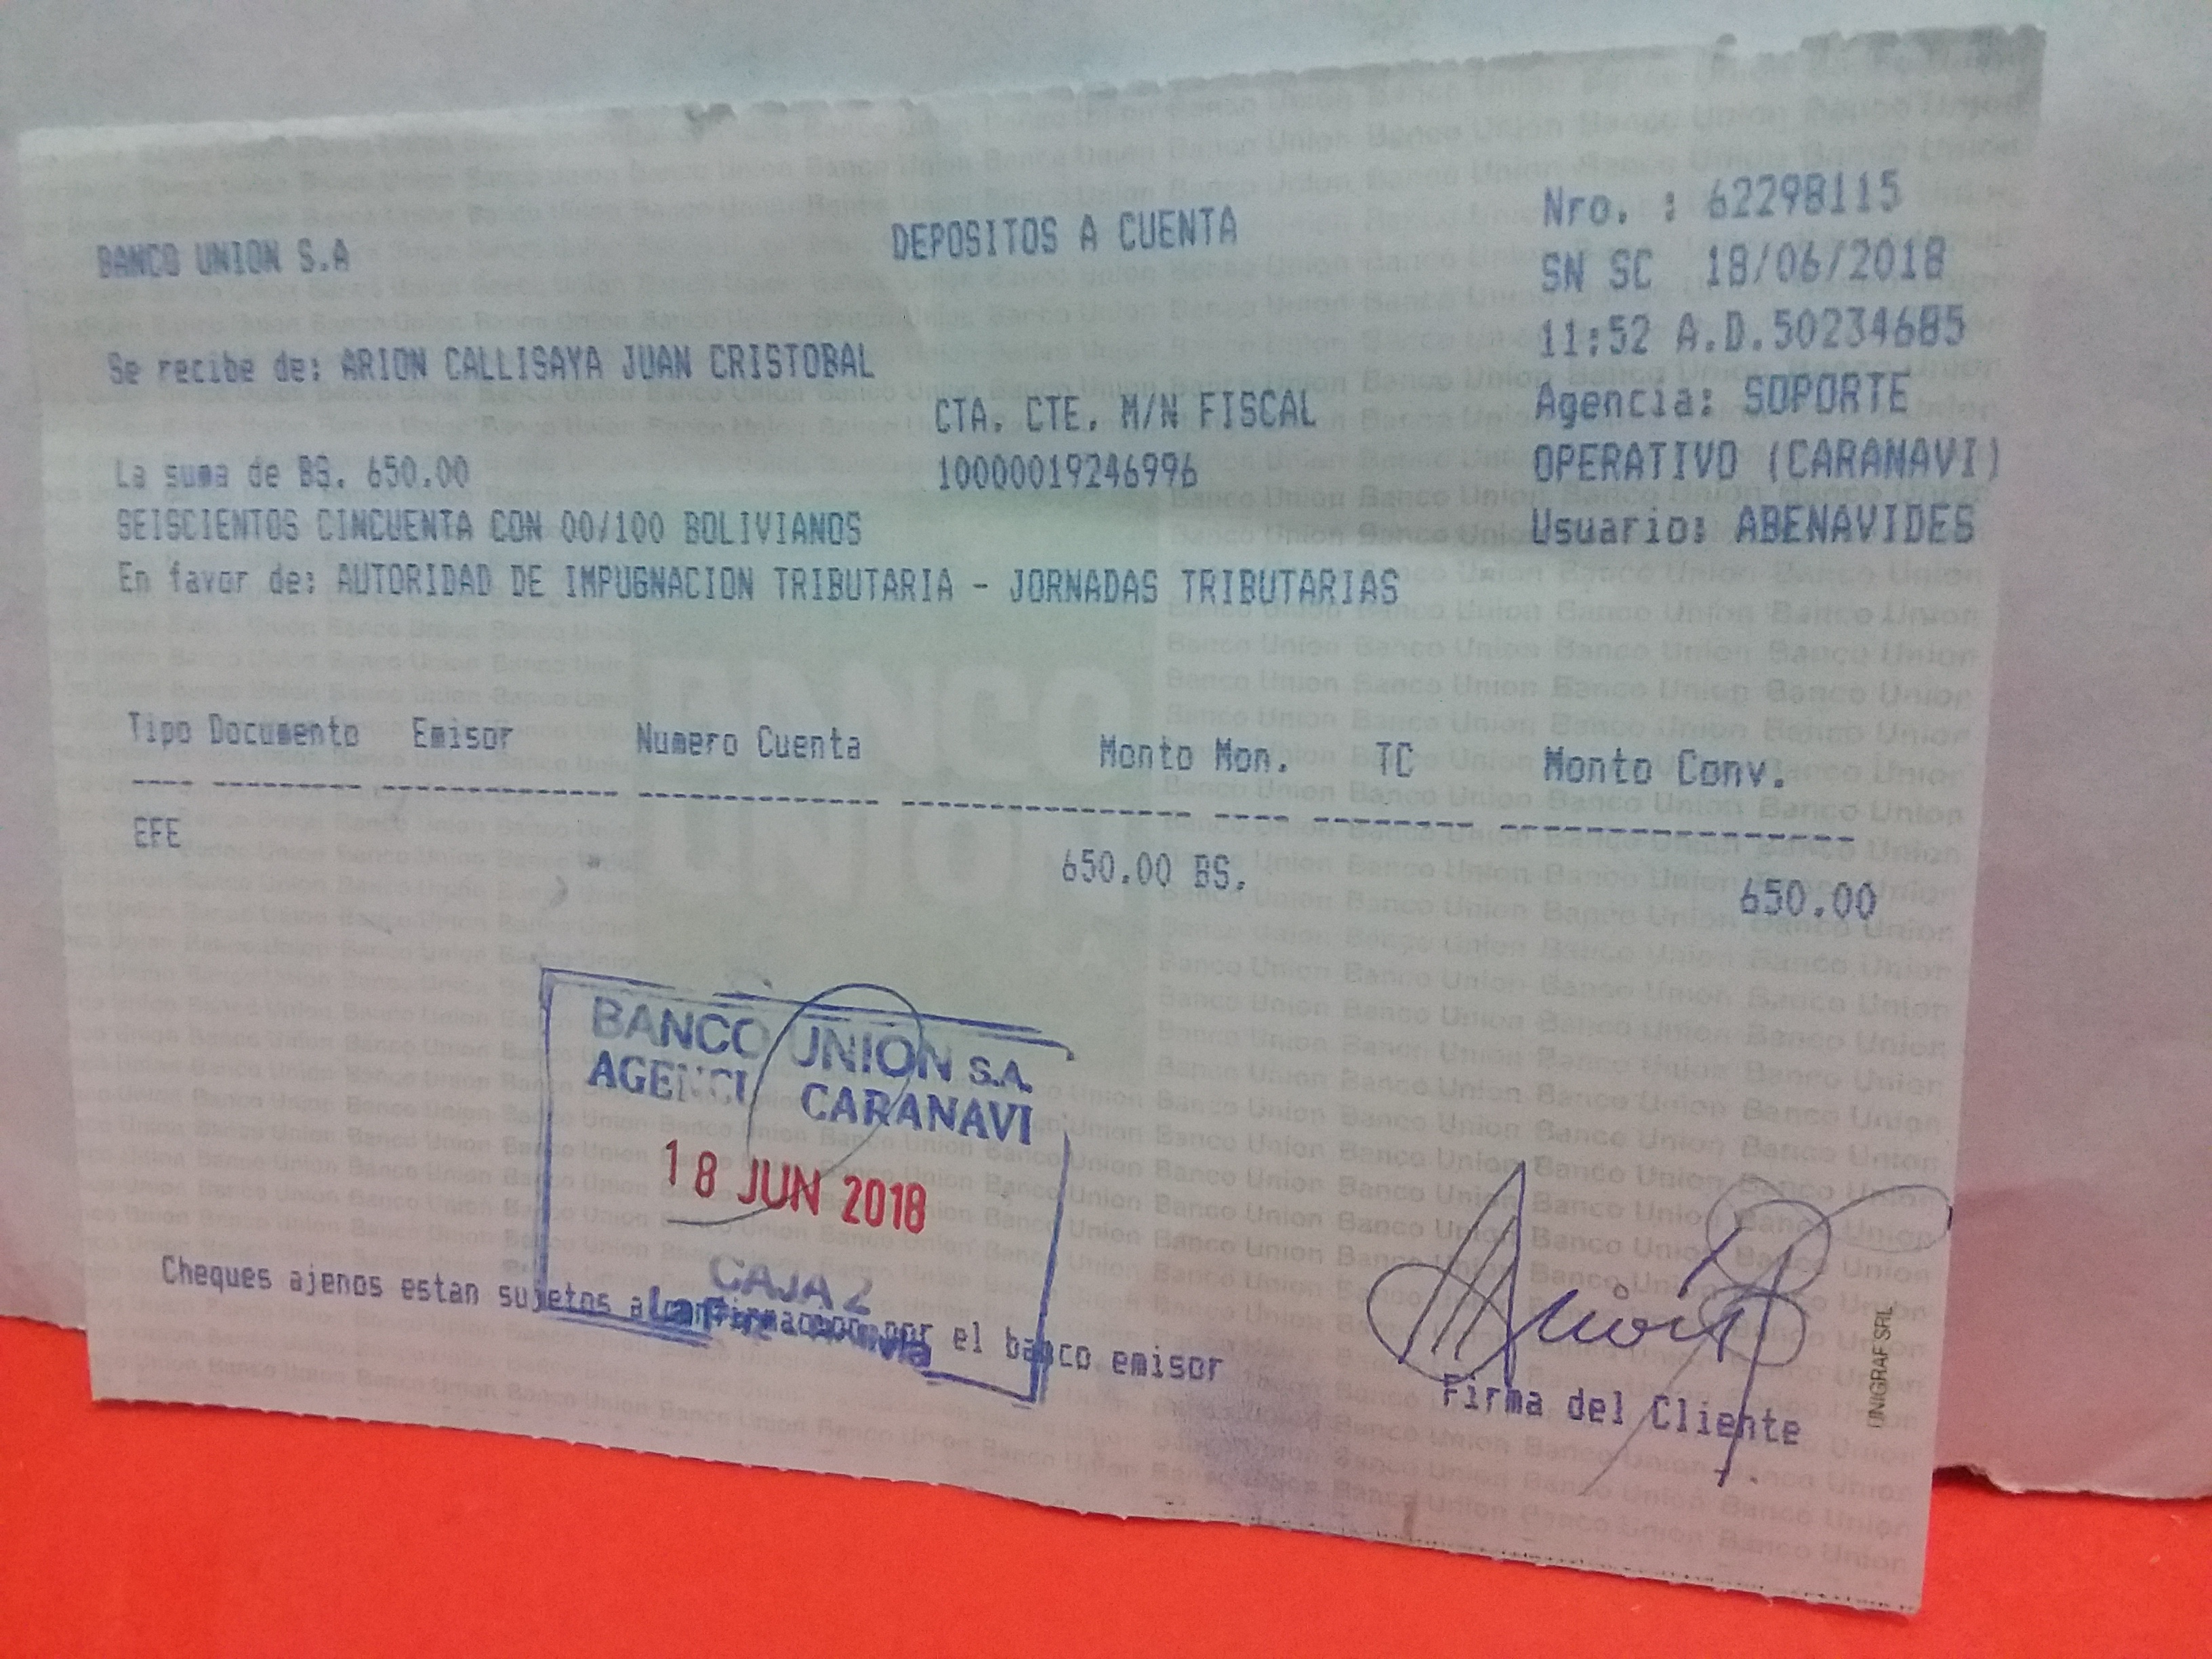 BANCO UNION S.A
DEPOSITOS A CUENTA
Nro. : 62298115
SN SC 18/06/2018
11:52 A.D.50234685
Agencia: SOPORTE
OPERATIVO (CARANAVI)
Usuario: ABENAVIDES
Se recibe de: ARION CALLISAYA JUAN CRISTOBAL
CTA. CTE. M/N FISCAL
10000019246996
La suma de BS. 650.00
SEISCIENTOS CINCUENTA CON 00/100 BOLIVIANOS
En favor de: AUTORIDAD DE IMPUGNACION TRIBUTARIA - JORNADAS TRIBUTARIAS
Tipo Documento Emisor Numero Cuenta Monto Mon. TC Monto Conv.
EFE 650.00 BS. 650.00
BANCO UNION S.A.
AGENCI CARANAVI
18 JUN 2018
CAJA 2
Cheques ajenos estan sujetos a confirmacion por el banco emisor
Firma del Cliente
UNIGRAF SRL